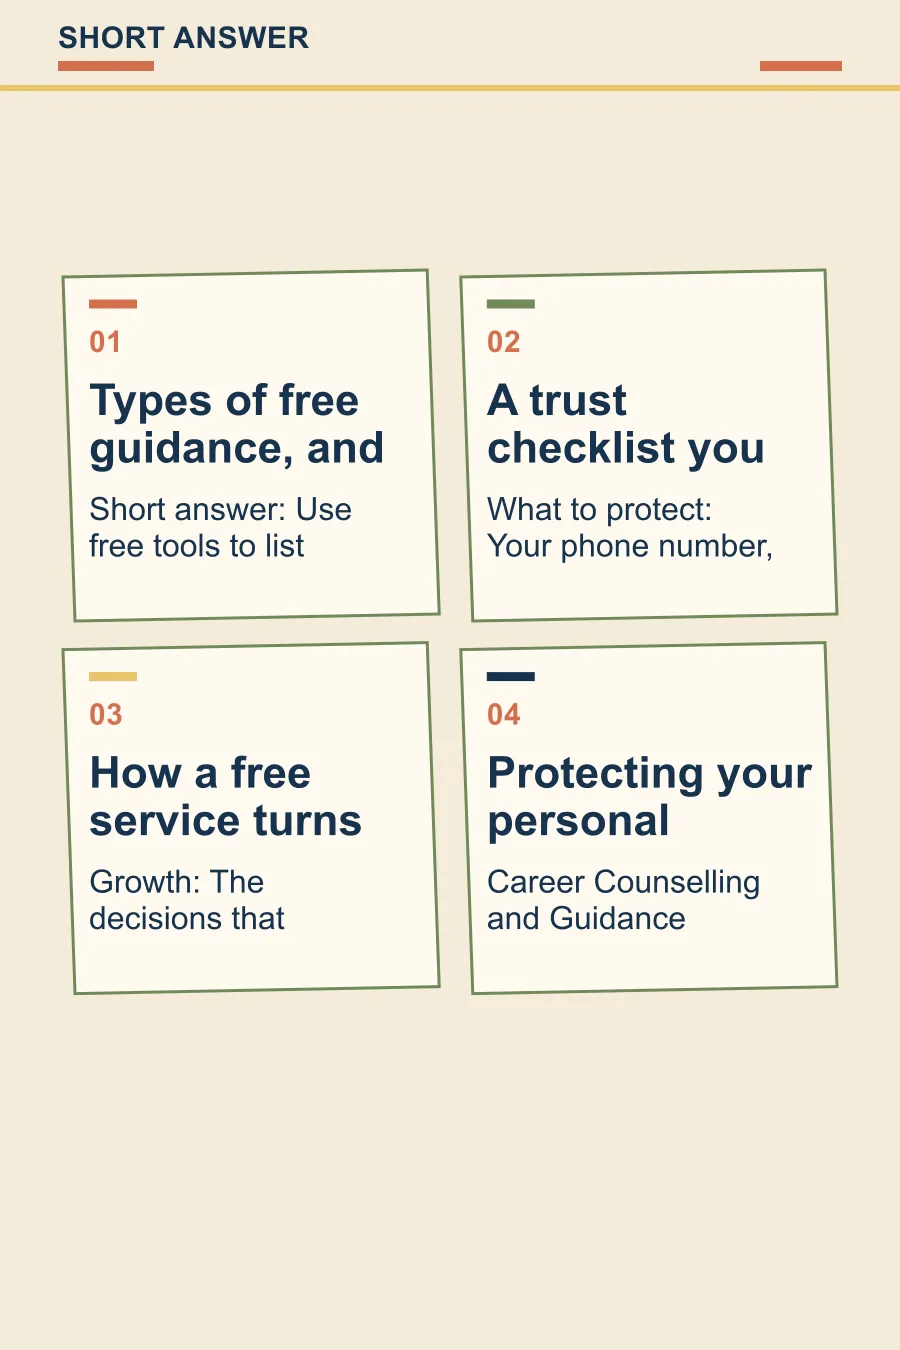 SHORT ANSWER
01
Types of free
guidance, and
Short answer: Use
free tools to list
02
A trust
checklist you
What to protect:
Your phone number,
03
How a free
service turns
Growth: The
decisions that
04
Protecting your
personal
Career Counselling
and Guidance